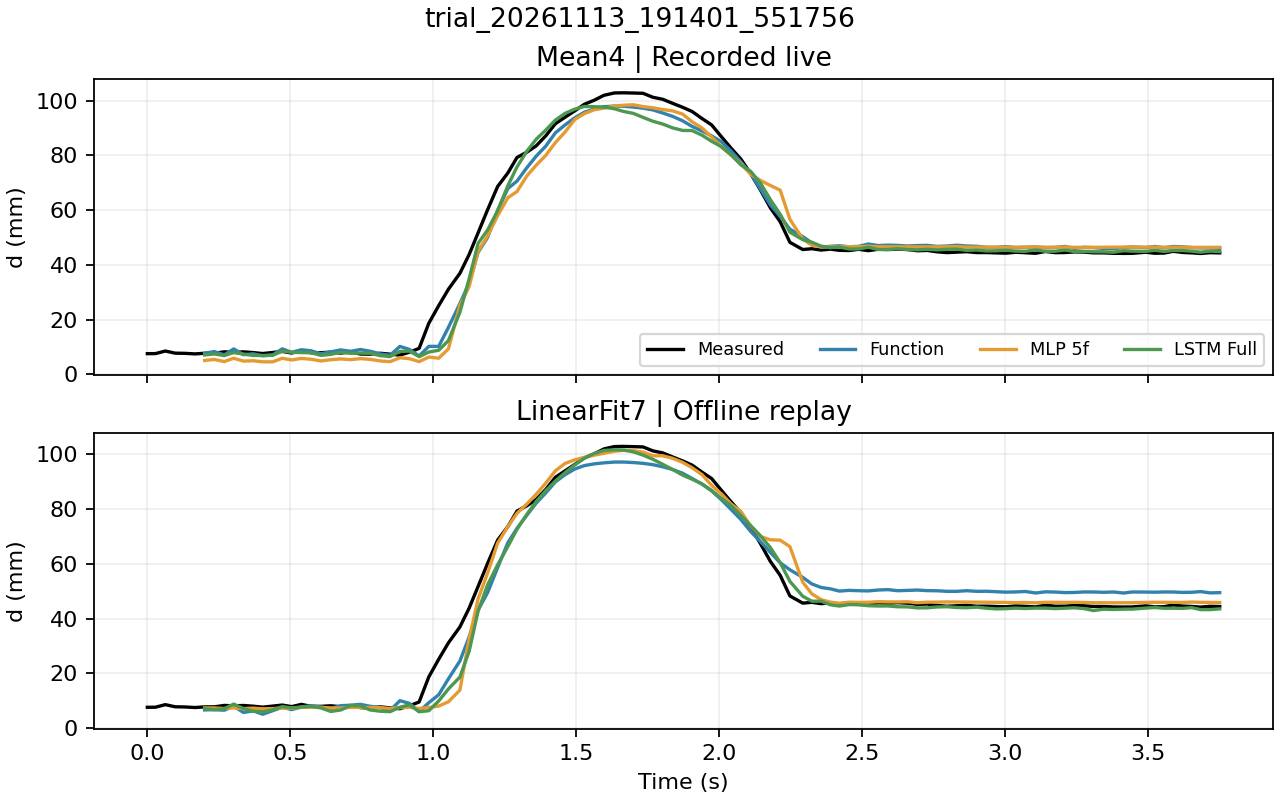 trial_20261113_191401_551756
Mean4 | Recorded live
100
80
60
40
20
0
d (mm)
Measured Function MLP 5f LSTM Full
LinearFit7 | Offline replay
100
80
60
40
20
0
d (mm)
0.0 0.5 1.0 1.5 2.0 2.5 3.0 3.5
Time (s)